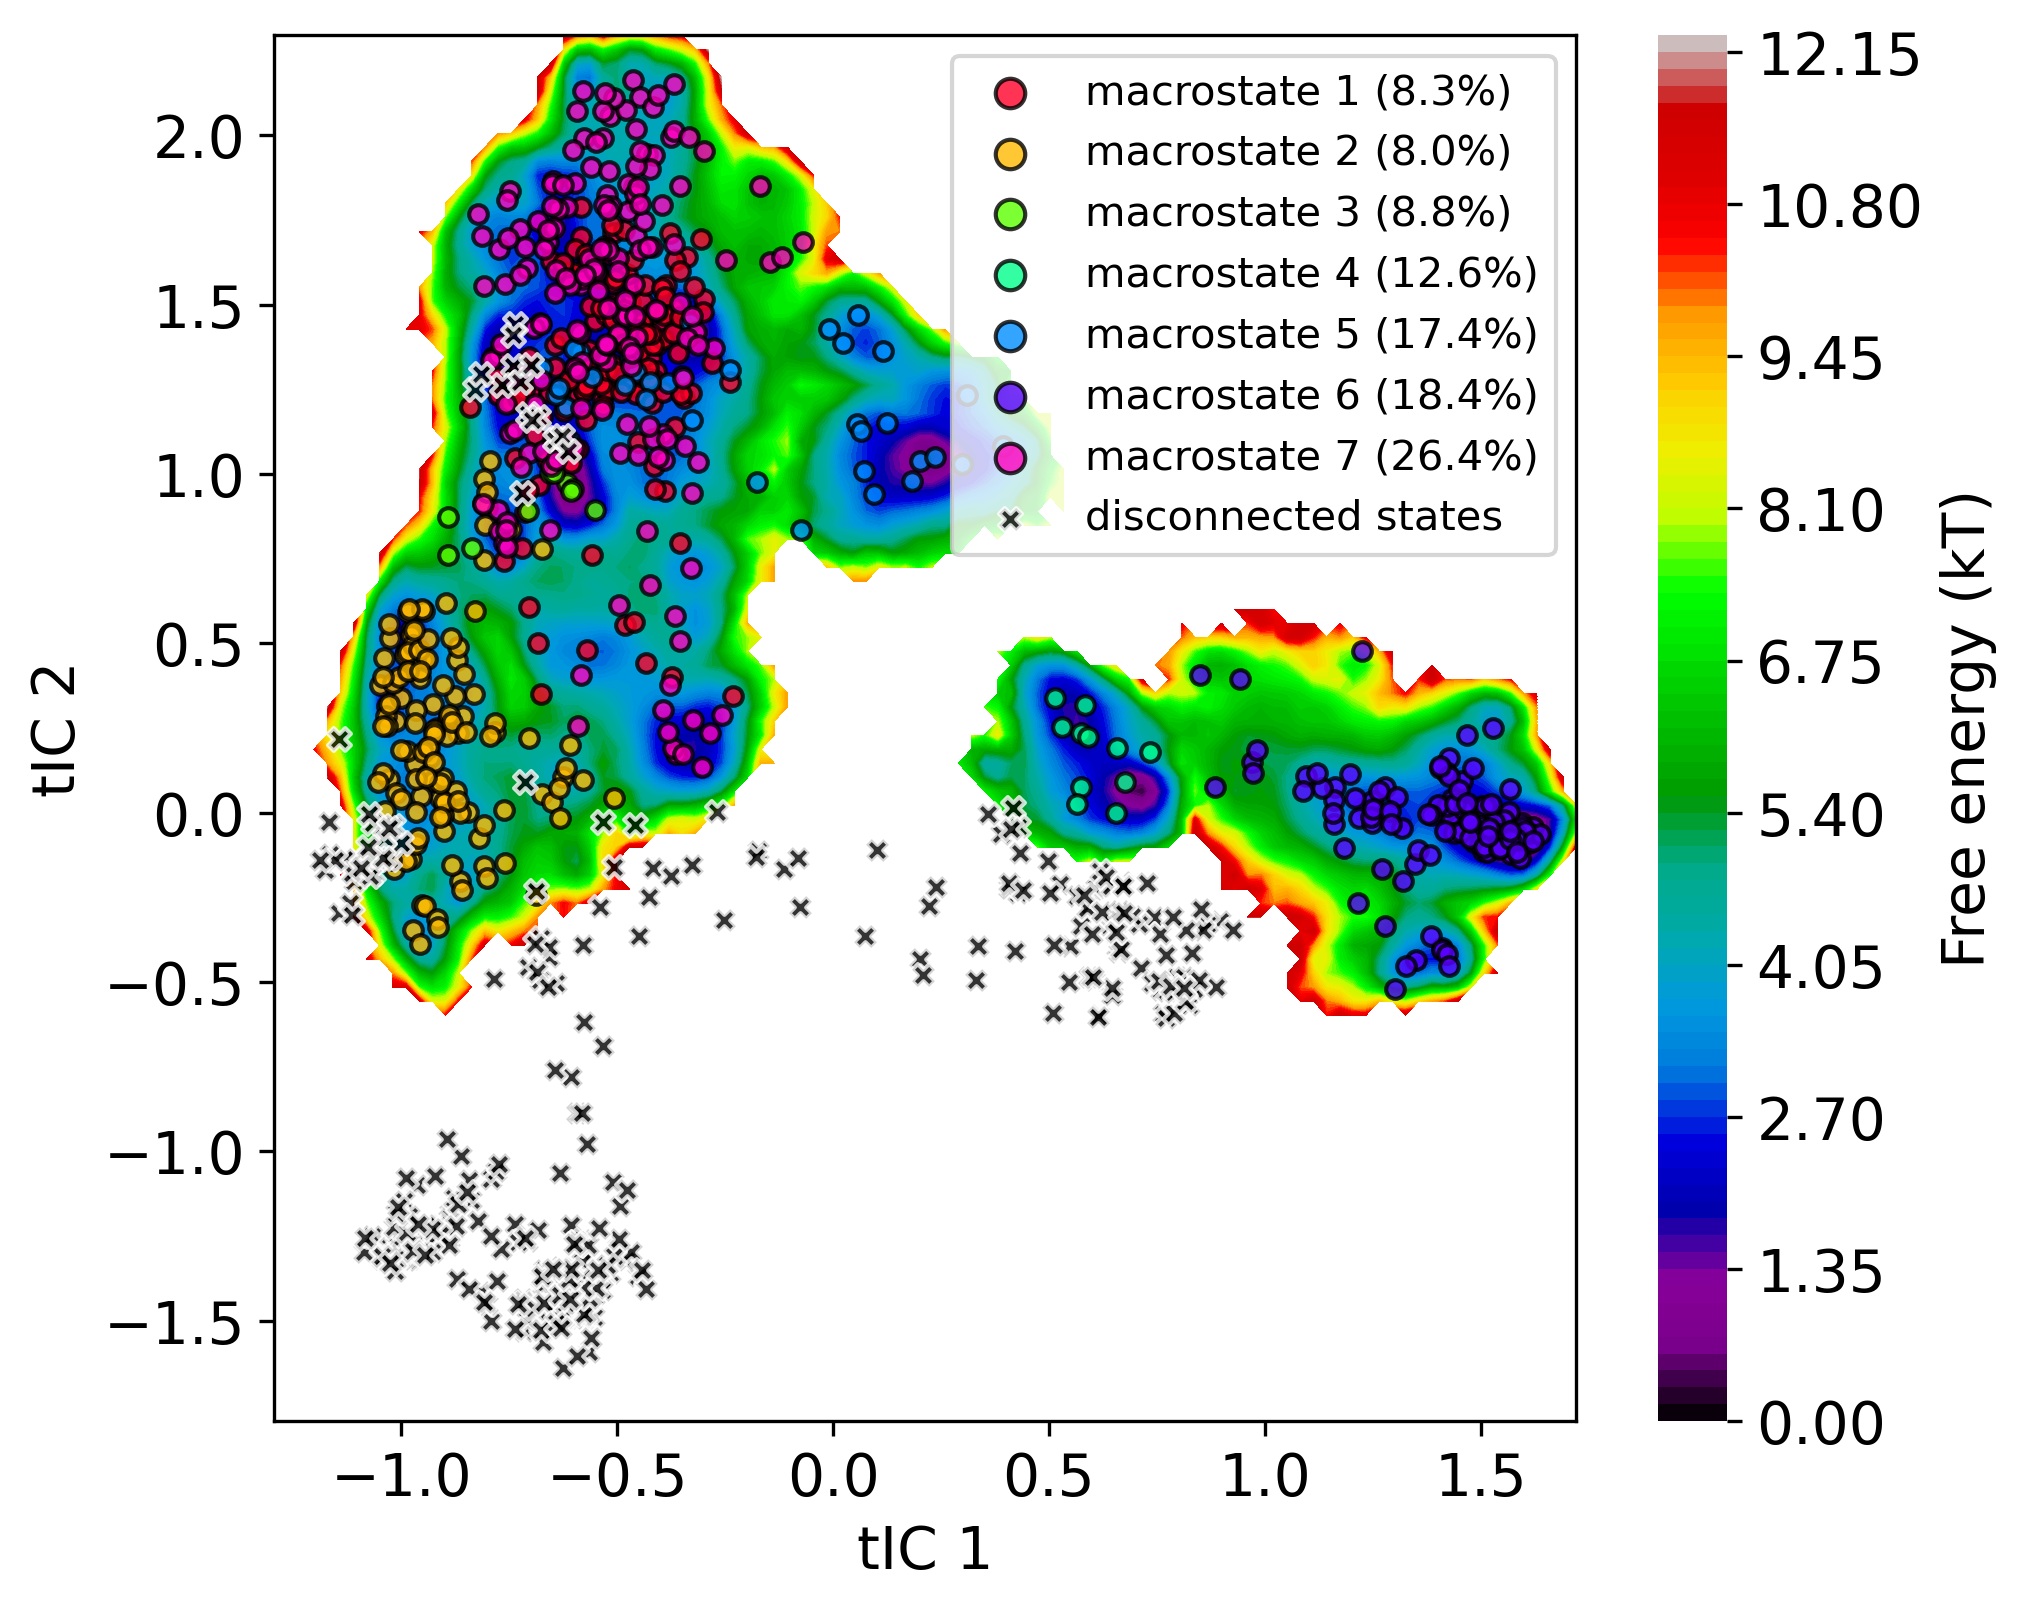 macrostate 1 (8.3%)
macrostate 2 (8.0%)
macrostate 3 (8.8%)
macrostate 4 (12.6%)
macrostate 5 (17.4%)
macrostate 6 (18.4%)
macrostate 7 (26.4%)
disconnected states
2.0
1.5
1.0
0.5
0.0
−0.5
−1.0
−1.5
tIC 2
−1.0
−0.5
0.0
0.5
1.0
1.5
tIC 1
12.15
10.80
9.45
8.10
6.75
5.40
4.05
2.70
1.35
0.00
Free energy (kT)